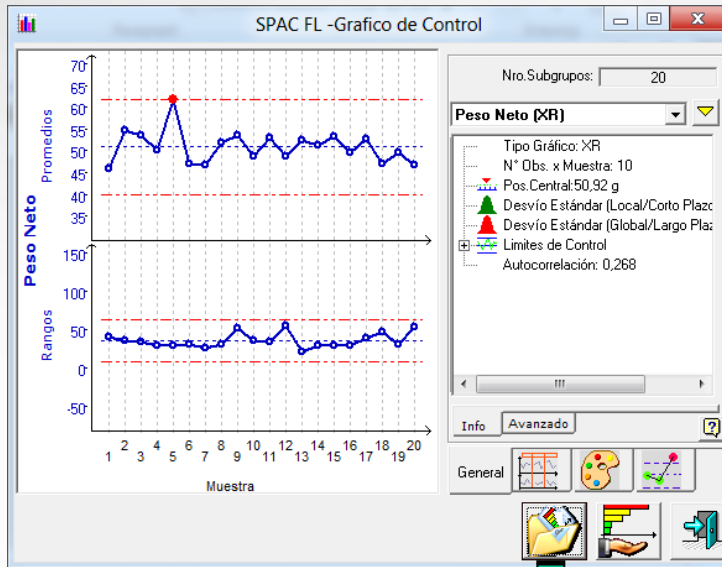 SPAC FL -Grafico de Control
Peso Neto
Promedios
70
65
60
55
50
45
40
35
Rangos
150
100
50
0
-50
2 4 6 8 10 12 14 16 18 20
1 3 5 7 9 11 13 15 17 19
Muestra
Nro.Subgrupos: 20
Peso Neto (XR)
Tipo Gráfico: XR
N° Obs. x Muestra: 10
Pos.Central:50,92 g
Desvío Estándar (Local/Corto Plazo
Desvío Estándar (Global/Largo Plaz
Limites de Control
Autocorrelación: 0,268
Info Avanzado
General